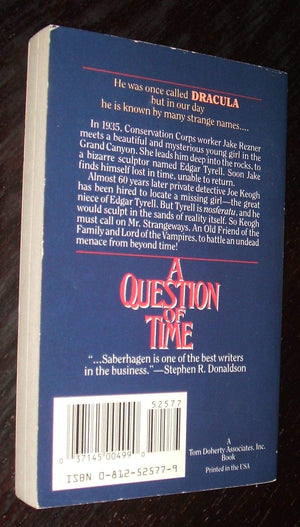 He was once called DRACULA
but in our day
he is known by many strange names....
In 1935, Conservation Corps worker Jake Rezner
meets a beautiful and mysterious young girl in the
Grand Canyon. She leads him deep into the rocks, to
a bizarre sculptor named Edgar Tyrell. Soon Jake
finds himself lost in time, unable to return.
Almost 60 years later private detective Joe Keogh
has been hired to locate a missing girl—the great
niece of Edgar Tyrell. But Tyrell is nosferatu, and he
would sculpt in the sands of reality itself. So Keogh
must call on Mr. Strangeways. An Old Friend of the
Family and Lord of the Vampires, to battle an undead
menace from beyond time!
A
QUESTION
OF
TIME
“...Saberhagen is one of the best writers
in the business.”—Stephen R. Donaldson
52577
0 37145 00499 0
ISBN 0-812-52577-9
A
Tom Doherty Associates, Inc.
Book
Printed in the USA